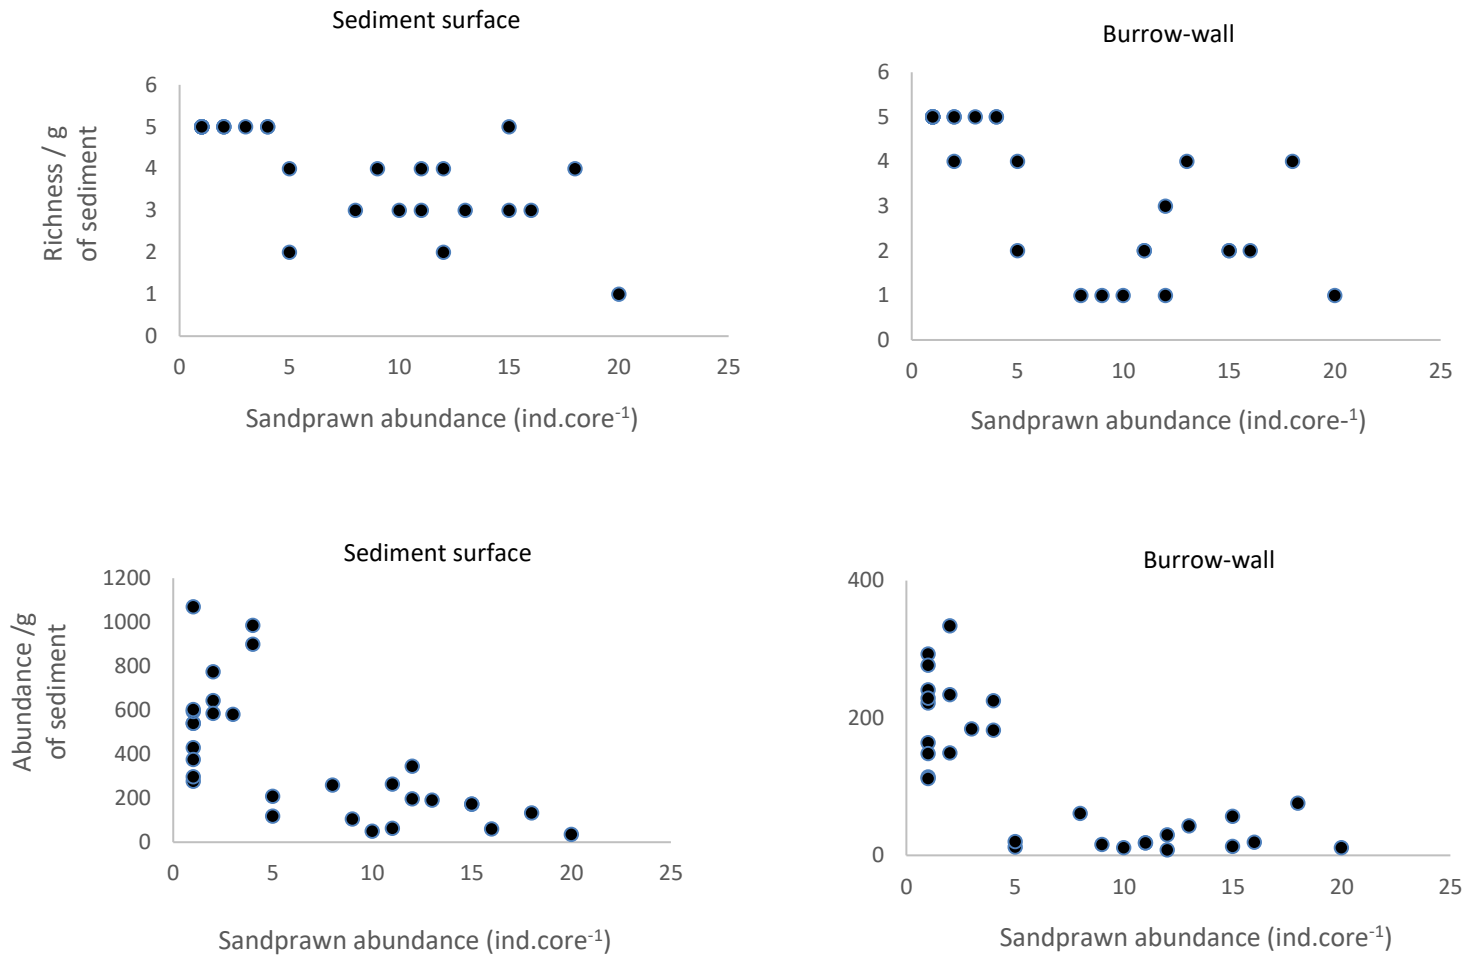 Sediment surface
Richness / g
of sediment
6
5
4
3
2
1
0
0 5 10 15 20 25
Sandprawn abundance (ind.core-1)
Burrow-wall
6
5
4
3
2
1
0
0 5 10 15 20 25
Sandprawn abundance (ind.core-1)
Sediment surface
Abundance /g
of sediment
1200
1000
800
600
400
200
0
0 5 10 15 20 25
Sandprawn abundance (ind.core-1)
Burrow-wall
400
200
0
0 5 10 15 20 25
Sandprawn abundance (ind.core-1)